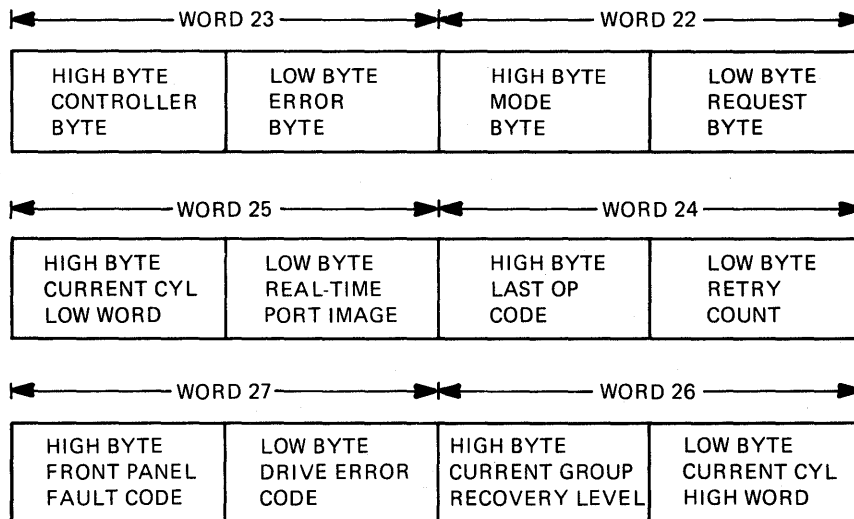 WORD 23 WORD 22
HIGH BYTE LOW BYTE HIGH BYTE LOW BYTE
CONTROLLER ERROR MODE REQUEST
BYTE BYTE BYTE BYTE
WORD 25 WORD 24
HIGH BYTE LOW BYTE HIGH BYTE LOW BYTE
CURRENT CYL REAL-TIME LAST OP RETRY
LOW WORD PORT IMAGE CODE COUNT
WORD 27 WORD 26
HIGH BYTE LOW BYTE HIGH BYTE LOW BYTE
FRONT PANEL DRIVE ERROR CURRENT GROUP CURRENT CYL
FAULT CODE CODE RECOVERY LEVEL HIGH WORD